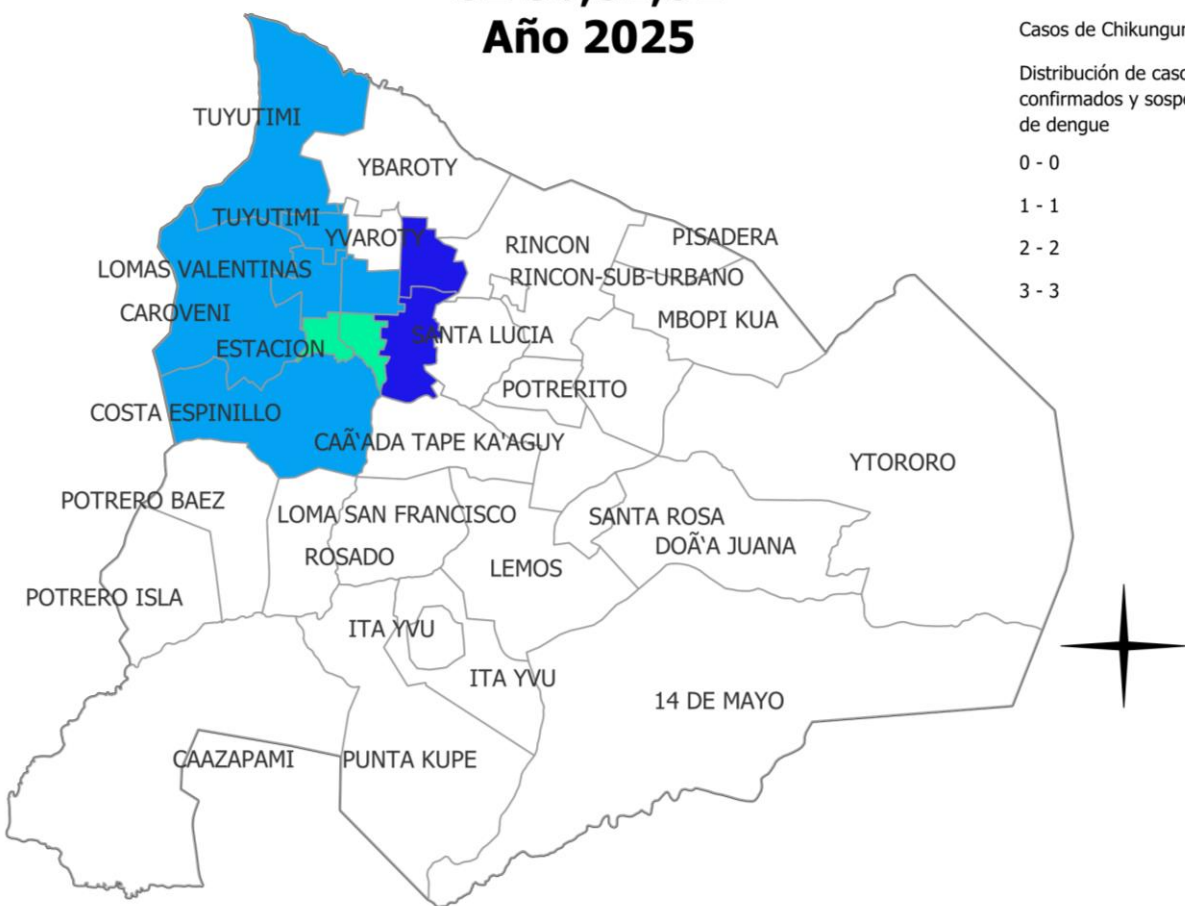 Año 2025
Casos de Chikungun
Distribución de caso
confirmados y sospe
de dengue
0 - 0
1 - 1
2 - 2
3 - 3
TUYUTIMI
YBAROTY
TUYUTIMI
YVAROTY
RINCON
PISADERA
LOMAS VALENTINAS
RINCON-SUB-URBANO
CAROVENI
MBOPI KUA
ESTACION
SANTA LUCIA
POTRERITO
COSTA ESPINILLO
CAÃ‘ADA TAPE KA'AGUY
YTORORO
POTRERO BAEZ
LOMA SAN FRANCISCO
SANTA ROSA
ROSADO
DOÃ‘A JUANA
LEMOS
POTRERO ISLA
ITA YVU
ITA YVU
14 DE MAYO
CAAZAPAMI
PUNTA KUPE